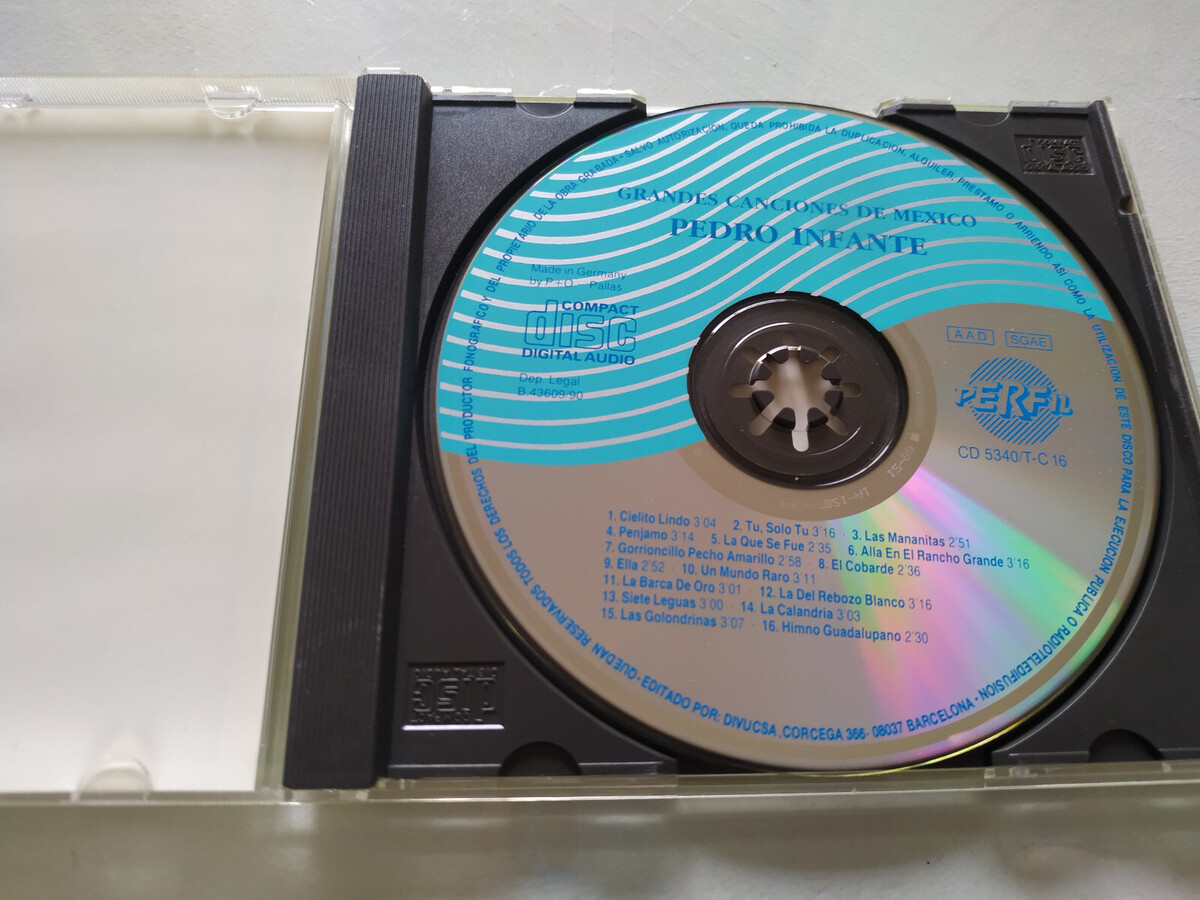 QUEDAN RESERVADOS TODOS LOS DERECHOS DEL PRODUCTOR FONOGRAFICO Y DEL PROPIETARIO DE LA OBRA GRABADA • SALVO AUTORIZACION, QUEDA PROHIBIDA LA DUPLICACION, ALQUILER, PRESTAMO O ARRIENDO, ASI COMO LA UTILIZACION DE ESTE DISCO PARA LA EJECUCION PUBLICA O RADIOTELEDIFUSION - EDITADO POR: DIVUCSA, CORCEGA 366 - 08037 BARCELONA -
GRANDES CANCIONES DE MEXICO
PEDRO INFANTE
Made in Germany
by P+O - Pallas
COMPACT
disc
DIGITAL AUDIO
Dep. Legal
B.43609/90
AAD SGAE
PERFIL
CD 5340/T-C 16
1. Cielito Lindo 3'04 · 2. Tu, Solo Tu 3'16 · 3. Las Mananitas 2'51
4. Penjamo 3'14 · 5. La Que Se Fue 2'35 · 6. Alla En El Rancho Grande 3'16
7. Gorrioncillo Pecho Amarillo 2'58 · 8. El Cobarde 2'36
9. Ella 2'52 · 10. Un Mundo Raro 3'11
11. La Barca De Oro 3'01 · 12. La Del Rebozo Blanco 3'16
13. Siete Leguas 3'00 · 14. La Calandria 3'03
15. Las Golondrinas 3'07 · 16. Himno Guadalupano 2'30